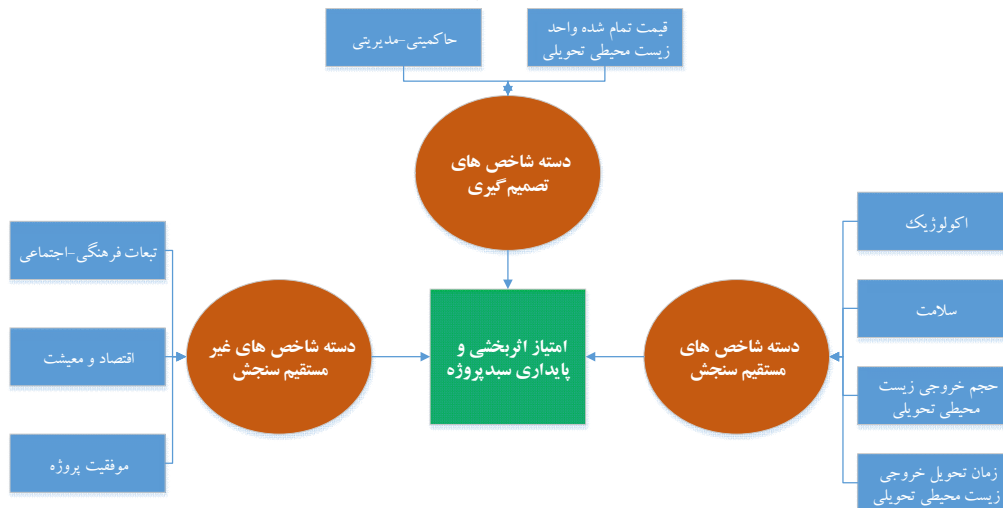 قیمت تمام شده واحد
زیست محیطی تحویلی
حاکمیتی-مدیریتی
دسته شاخص های
تصمیم‌گیری
اکولوژیک
سلامت
حجم خروجی زیست
محیطی تحویلی
زمان تحویل خروجی
زیست محیطی تحویلی
دسته شاخص های
مستقیم سنجش
امتیاز اثربخشی و
پایداری سبدپروژه
دسته شاخص های غیر
مستقیم سنجش
تبعات فرهنگی-اجتماعی
اقتصاد و معیشت
موفقیت پروژه